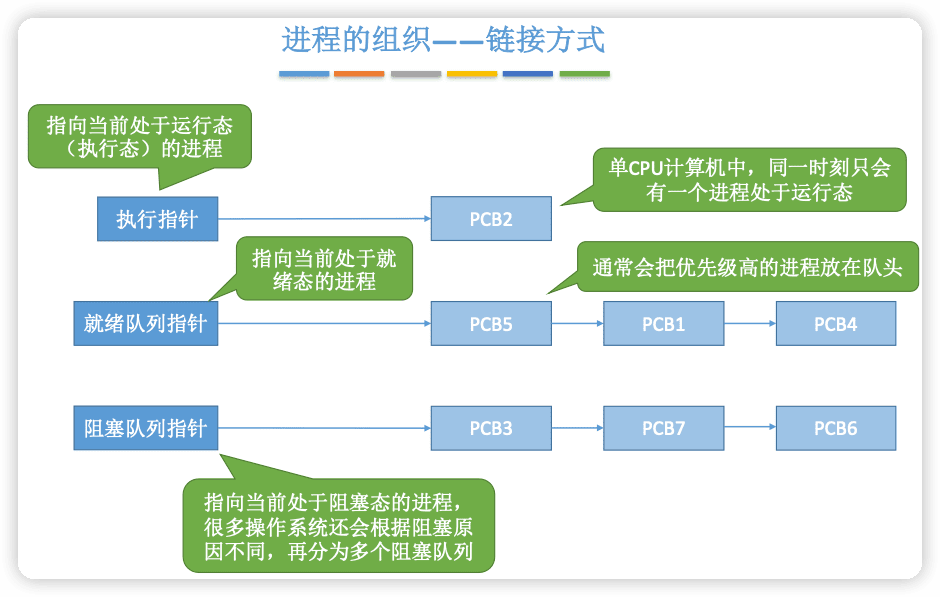 进程的组织——链接方式
指向当前处于运行态
（执行态）的进程
单CPU计算机中，同一时刻只会
有一个进程处于运行态
执行指针
PCB2
指向当前处于就
绪态的进程
通常会把优先级高的进程放在队头
就绪队列指针
PCB5
PCB1
PCB4
阻塞队列指针
PCB3
PCB7
PCB6
指向当前处于阻塞态的进程，
很多操作系统还会根据阻塞原
因不同，再分为多个阻塞队列